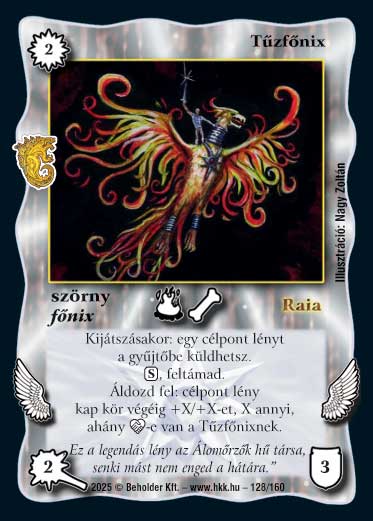 2
Tűzfőnix
Illusztráció: Nagy Zoltán
szörny
főnix
Raia
Kijátszásakor: egy célpont lényt
a gyűjtőbe küldhetsz.
S, feltámad.
Áldozd fel: célpont lény
kap kör végéig +X/+X-et, X annyi,
ahány -e van a Tűzfőnixnek.
Ez a legendás lény az Álomőrzők hű társa,
senki mást nem enged a hátára.”
2
3
2025 © Beholder Kft. – www.hkk.hu – 128/160